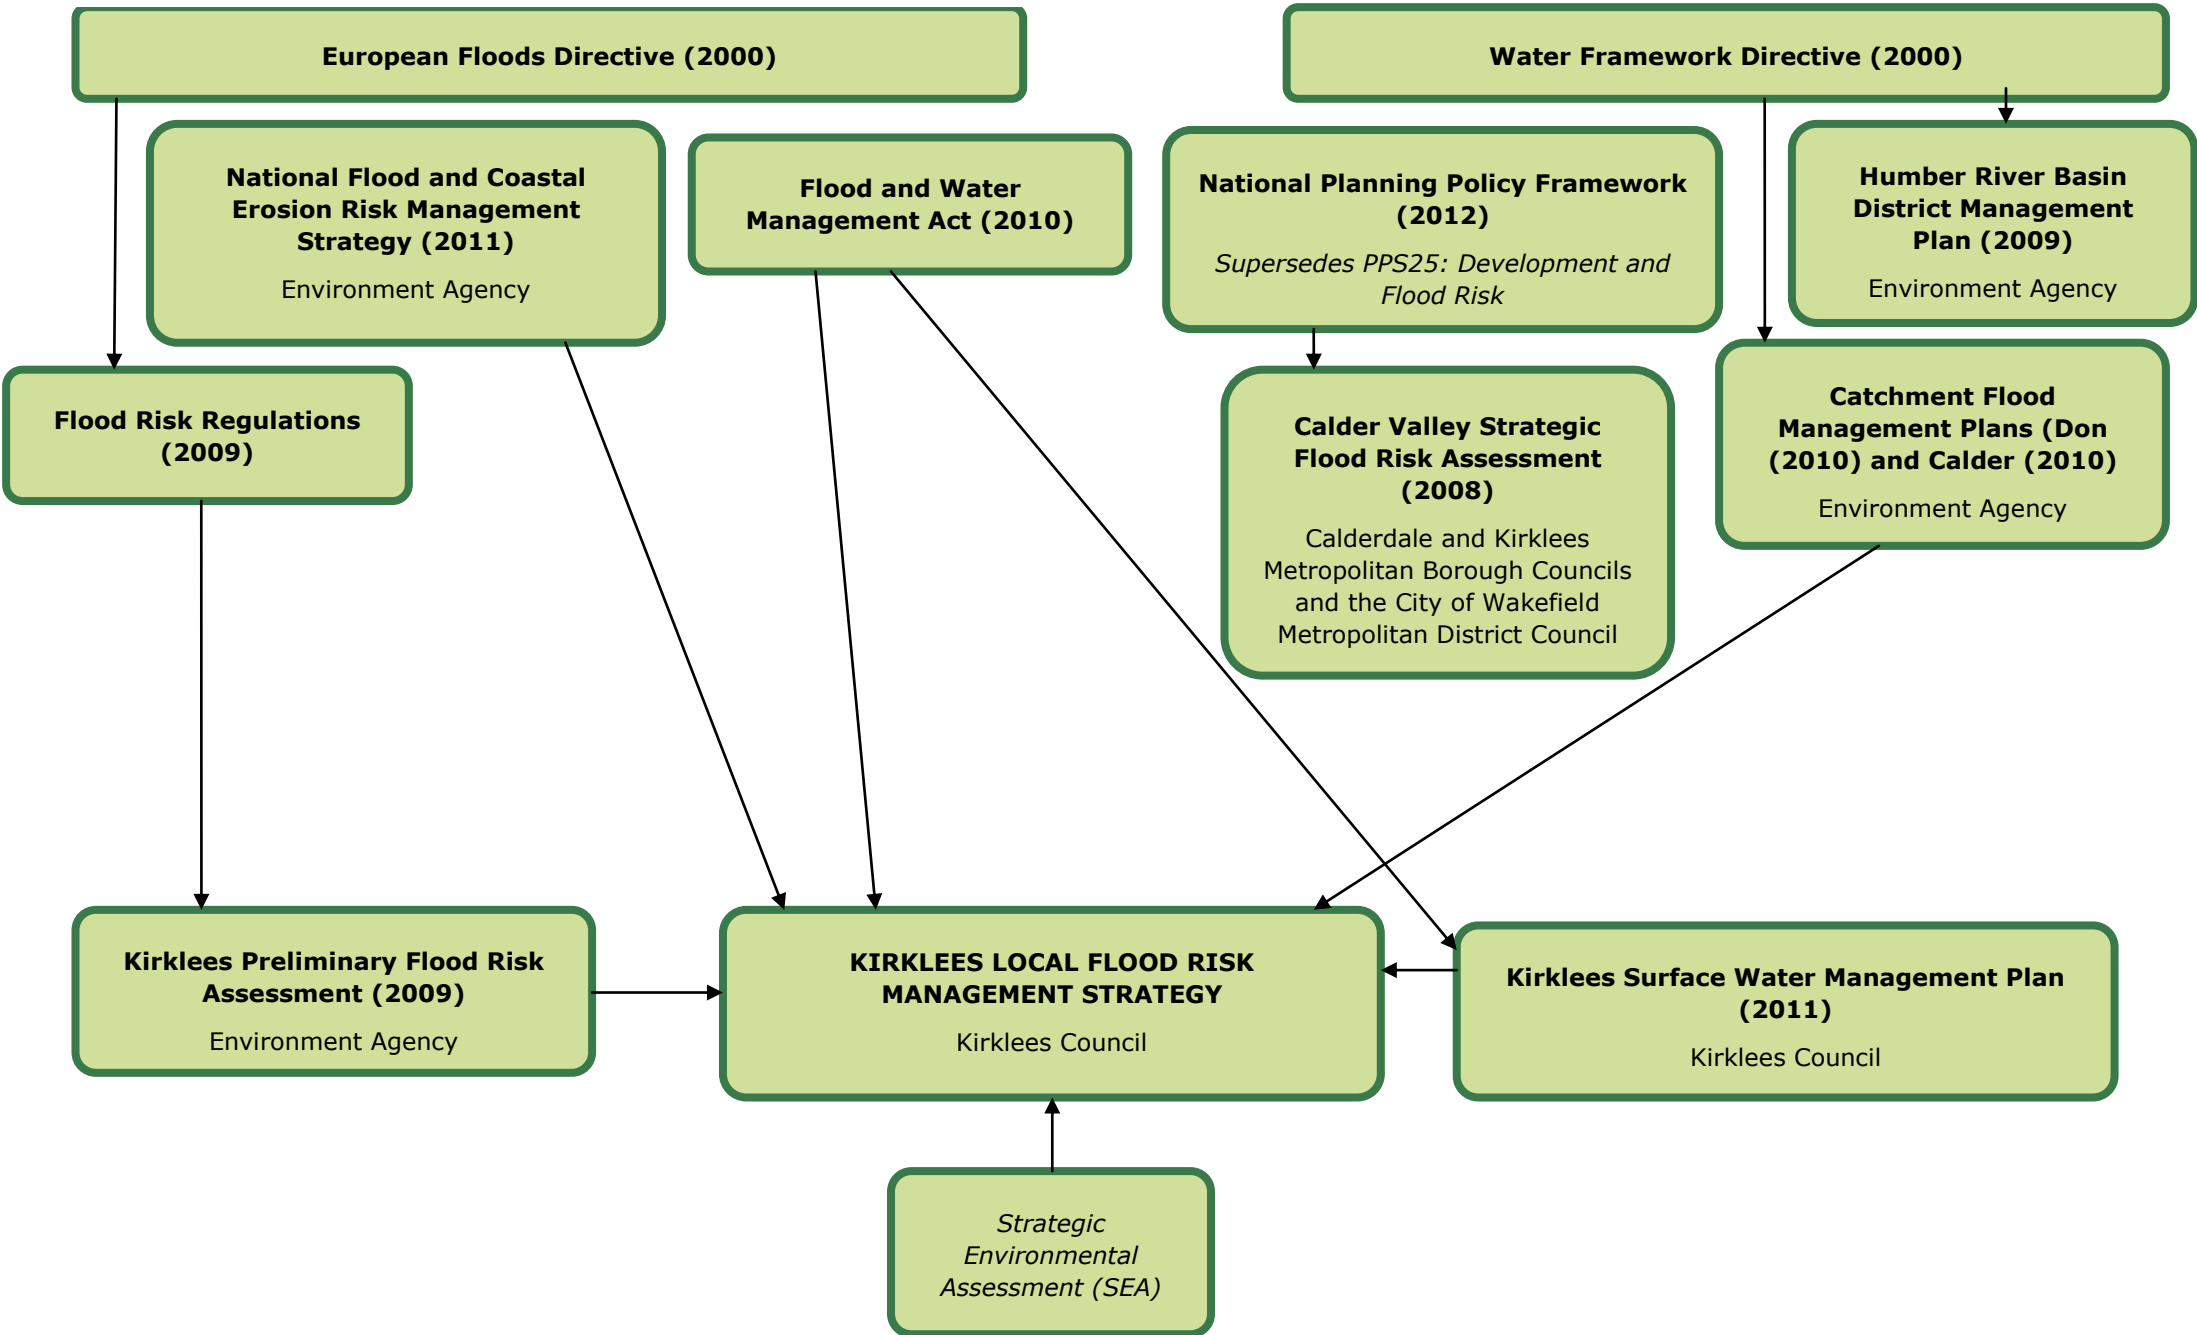 European Floods Directive (2000)
Water Framework Directive (2000)
National Flood and Coastal
Erosion Risk Management
Strategy (2011)
Environment Agency
Flood and Water
Management Act (2010)
National Planning Policy Framework
(2012)
Supersedes PPS25: Development and
Flood Risk
Humber River Basin
District Management
Plan (2009)
Environment Agency
Flood Risk Regulations
(2009)
Calder Valley Strategic
Flood Risk Assessment
(2008)
Calderdale and Kirklees
Metropolitan Borough Councils
and the City of Wakefield
Metropolitan District Council
Catchment Flood
Management Plans (Don
(2010) and Calder (2010)
Environment Agency
Kirklees Preliminary Flood Risk
Assessment (2009)
Environment Agency
KIRKLEES LOCAL FLOOD RISK
MANAGEMENT STRATEGY
Kirklees Council
Kirklees Surface Water Management Plan
(2011)
Kirklees Council
Strategic
Environmental
Assessment (SEA)